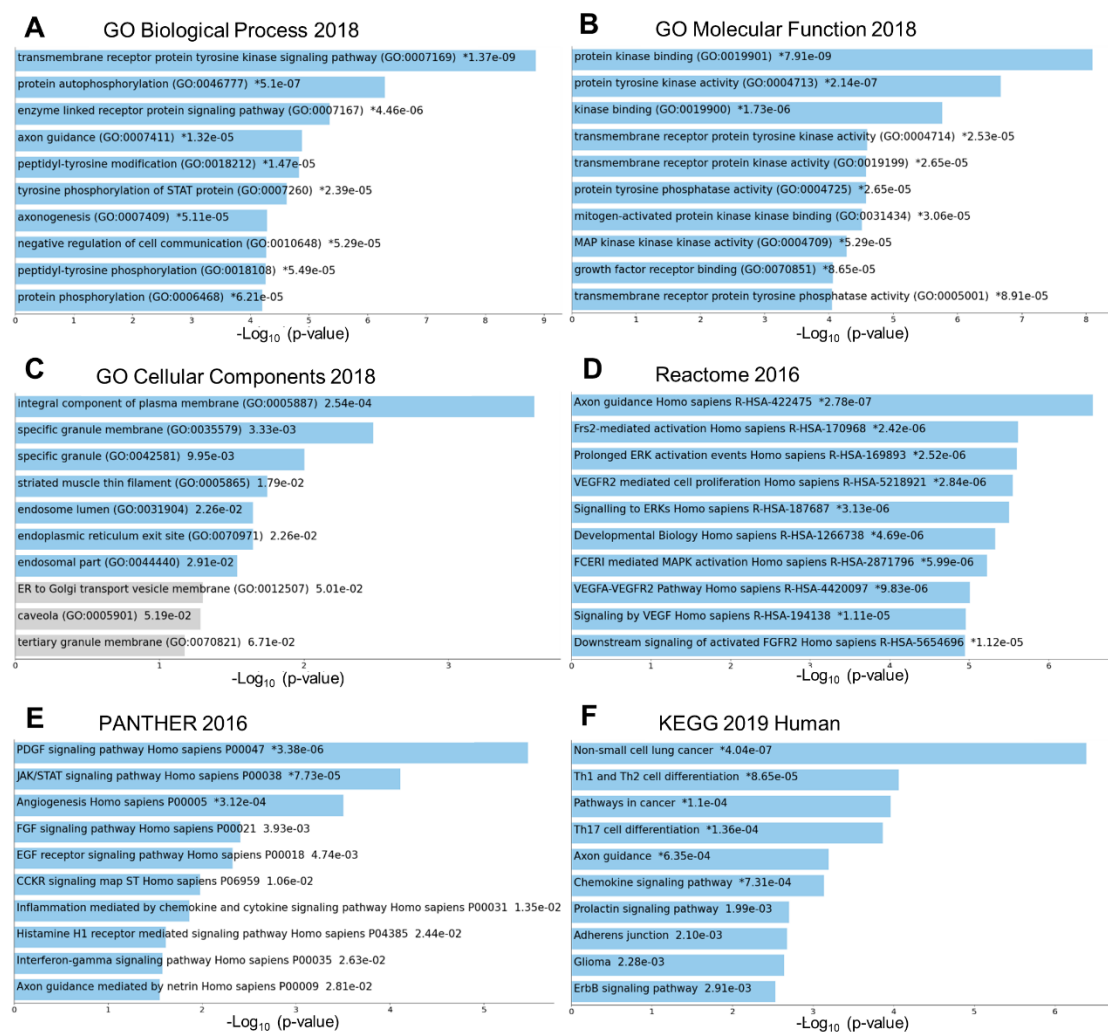 A GO Biological Process 2018
transmembrane receptor protein tyrosine kinase signaling pathway (GO:0007169) *1.37e-09
protein autophosphorylation (GO:0046777) *5.1e-07
enzyme linked receptor protein signaling pathway (GO:0007167) *4.46e-06
axon guidance (GO:0007411) *1.32e-05
peptidyl-tyrosine modification (GO:0018212) *1.47e-05
tyrosine phosphorylation of STAT protein (GO:0007260) *2.39e-05
axonogenesis (GO:0007409) *5.11e-05
negative regulation of cell communication (GO:0010648) *5.29e-05
peptidyl-tyrosine phosphorylation (GO:0018108) *5.49e-05
protein phosphorylation (GO:0006468) *6.21e-05
0 1 2 3 4 5 6 7 8 9
-Log10 (p-value)
B GO Molecular Function 2018
protein kinase binding (GO:0019901) *7.91e-09
protein tyrosine kinase activity (GO:0004713) *2.14e-07
kinase binding (GO:0019900) *1.73e-06
transmembrane receptor protein tyrosine kinase activity (GO:0004714) *2.53e-05
transmembrane receptor protein kinase activity (GO:0019199) *2.65e-05
protein tyrosine phosphatase activity (GO:0004725) *2.65e-05
mitogen-activated protein kinase kinase binding (GO:0031434) *3.06e-05
MAP kinase kinase kinase activity (GO:0004709) *5.29e-05
growth factor receptor binding (GO:0070851) *8.65e-05
transmembrane receptor protein tyrosine phosphatase activity (GO:0005001) *8.91e-05
0 1 2 3 4 5 6 7 8
-Log10 (p-value)
C GO Cellular Components 2018
integral component of plasma membrane (GO:0005887) 2.54e-04
specific granule membrane (GO:0035579) 3.33e-03
specific granule (GO:0042581) 9.95e-03
striated muscle thin filament (GO:0005865) 1.79e-02
endosome lumen (GO:0031904) 2.26e-02
endoplasmic reticulum exit site (GO:0070971) 2.26e-02
endosomal part (GO:0044440) 2.91e-02
ER to Golgi transport vesicle membrane (GO:0012507) 5.01e-02
caveola (GO:0005901) 5.19e-02
tertiary granule membrane (GO:0070821) 6.71e-02
1 2 3
-Log10 (p-value)
D Reactome 2016
Axon guidance Homo sapiens R-HSA-422475 *2.78e-07
Frs2-mediated activation Homo sapiens R-HSA-170968 *2.42e-06
Prolonged ERK activation events Homo sapiens R-HSA-169893 *2.52e-06
VEGFR2 mediated cell proliferation Homo sapiens R-HSA-5218921 *2.84e-06
Signalling to ERKs Homo sapiens R-HSA-187687 *3.13e-06
Developmental Biology Homo sapiens R-HSA-1266738 *4.69e-06
FCERI mediated MAPK activation Homo sapiens R-HSA-2871796 *5.99e-06
VEGFA-VEGFR2 Pathway Homo sapiens R-HSA-4420097 *9.83e-06
Signaling by VEGF Homo sapiens R-HSA-194138 *1.11e-05
Downstream signaling of activated FGFR2 Homo sapiens R-HSA-5654696 *1.12e-05
0 1 2 3 4 5 6
-Log10 (p-value)
E PANTHER 2016
PDGF signaling pathway Homo sapiens P00047 *3.38e-06
JAK/STAT signaling pathway Homo sapiens P00038 *7.73e-05
Angiogenesis Homo sapiens P00005 *3.12e-04
FGF signaling pathway Homo sapiens P00021 3.93e-03
EGF receptor signaling pathway Homo sapiens P00018 4.74e-03
CCKR signaling map ST Homo sapiens P06959 1.06e-02
Inflammation mediated by chemokine and cytokine signaling pathway Homo sapiens P00031 1.35e-02
Histamine H1 receptor mediated signaling pathway Homo sapiens P04385 2.44e-02
Interferon-gamma signaling pathway Homo sapiens P00035 2.63e-02
Axon guidance mediated by netrin Homo sapiens P00009 2.81e-02
0 1 2 3 4 5
-Log10 (p-value)
F KEGG 2019 Human
Non-small cell lung cancer *4.04e-07
Th1 and Th2 cell differentiation *8.65e-05
Pathways in cancer *1.1e-04
Th17 cell differentiation *1.36e-04
Axon guidance *6.35e-04
Chemokine signaling pathway *7.31e-04
Prolactin signaling pathway 1.99e-03
Adherens junction 2.10e-03
Glioma 2.28e-03
ErbB signaling pathway 2.91e-03
0 1 2 3 4 5 6
-Log10 (p-value)